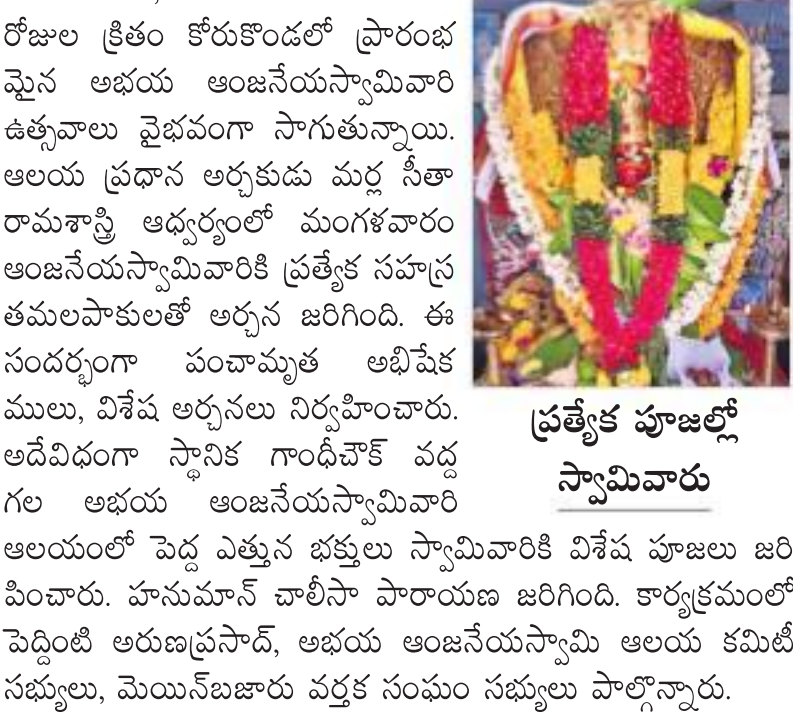 రోజుల క్రితం కోరుకొండలో ప్రారంభ
మైన అభయ ఆంజనేయస్వామివారి
ఉత్సవాలు వైభవంగా సాగుతున్నాయి.
ఆలయ ప్రధాన అర్చకుడు మర్ల సీతా
రామశాస్త్రి ఆధ్వర్యంలో మంగళవారం
ఆంజనేయస్వామివారికి ప్రత్యేక సహస్ర
తమలపాకులతో అర్చన జరిగింది. ఈ
సందర్భంగా పంచామృత అభిషేక
ములు, విశేష అర్చనలు నిర్వహించారు.
అదేవిధంగా స్థానిక గాంధీచౌక్ వద్ద
గల అభయ ఆంజనేయస్వామివారి
ఆలయంలో పెద్ద ఎత్తున భక్తులు స్వామివారికి విశేష పూజలు జరి
పించారు. హనుమాన్ చాలీసా పారాయణ జరిగింది. కార్యక్రమంలో
పెద్దింటి అరుణప్రసాద్, అభయ ఆంజనేయస్వామి ఆలయ కమిటీ
సభ్యులు, మెయిన్‌బజారు వర్తక సంఘం సభ్యులు పాల్గొన్నారు.
ప్రత్యేక పూజల్లో
స్వామివారు